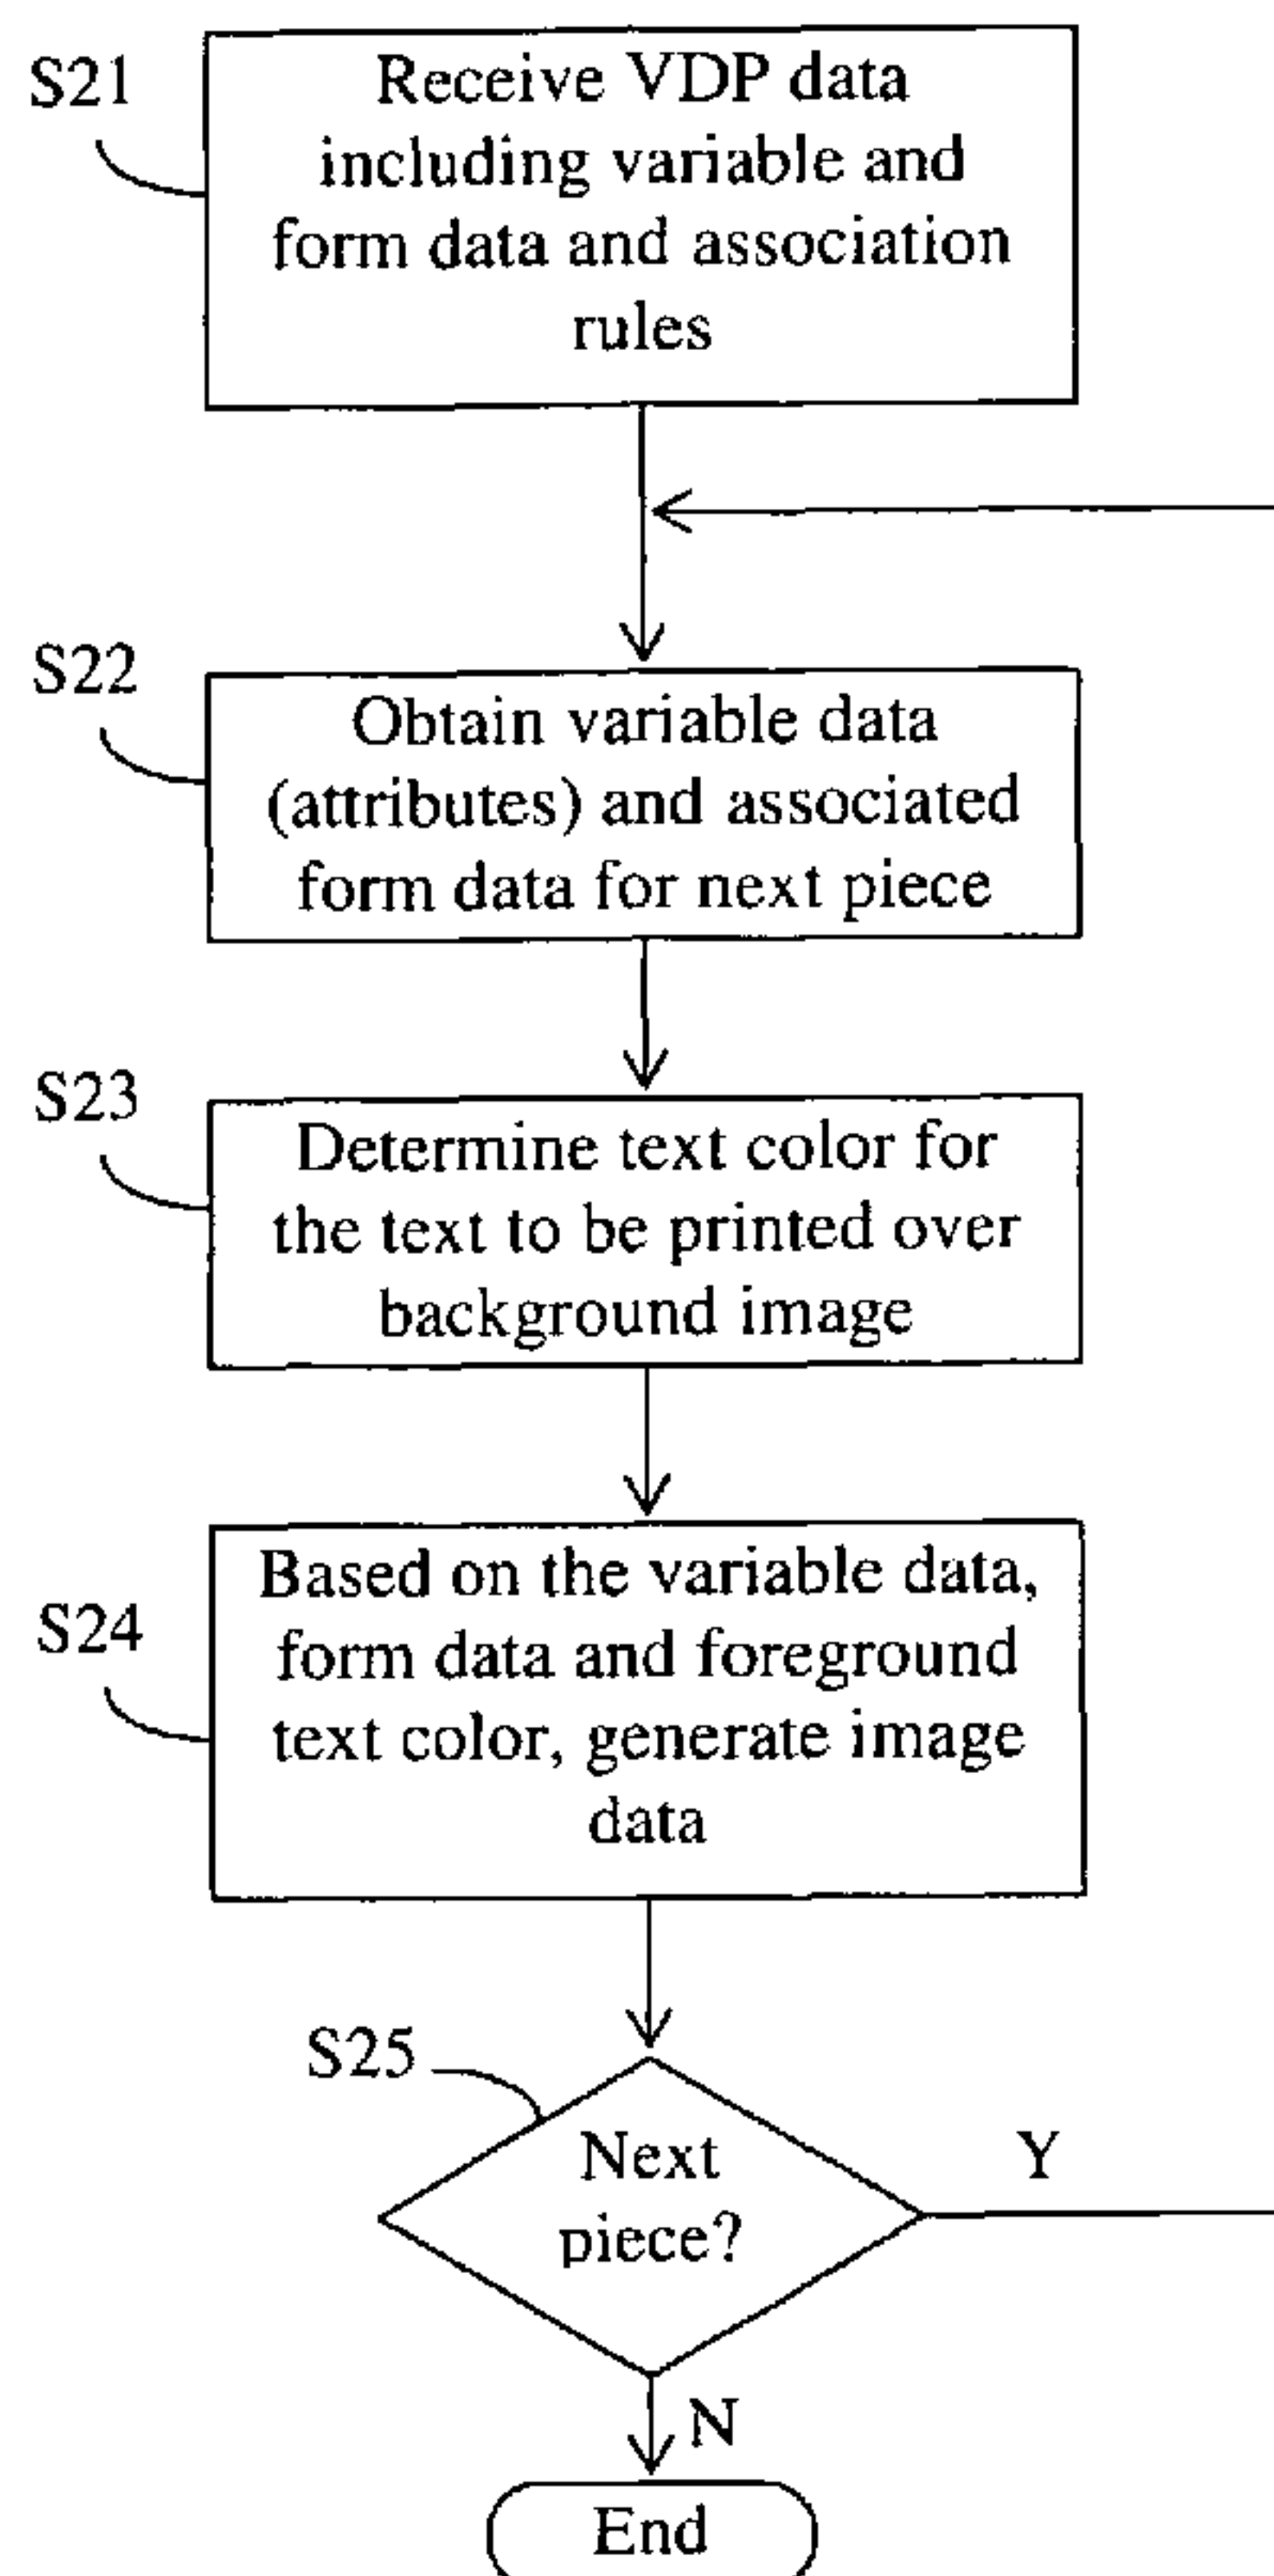 S21
Receive VDP data
including variable and
form data and association
rules
S22
Obtain variable data
(attributes) and associated
form data for next piece
S23
Determine text color for
the text to be printed over
background image
S24
Based on the variable data,
form data and foreground
text color, generate image
data
S25
Next
piece?
Y
N
End